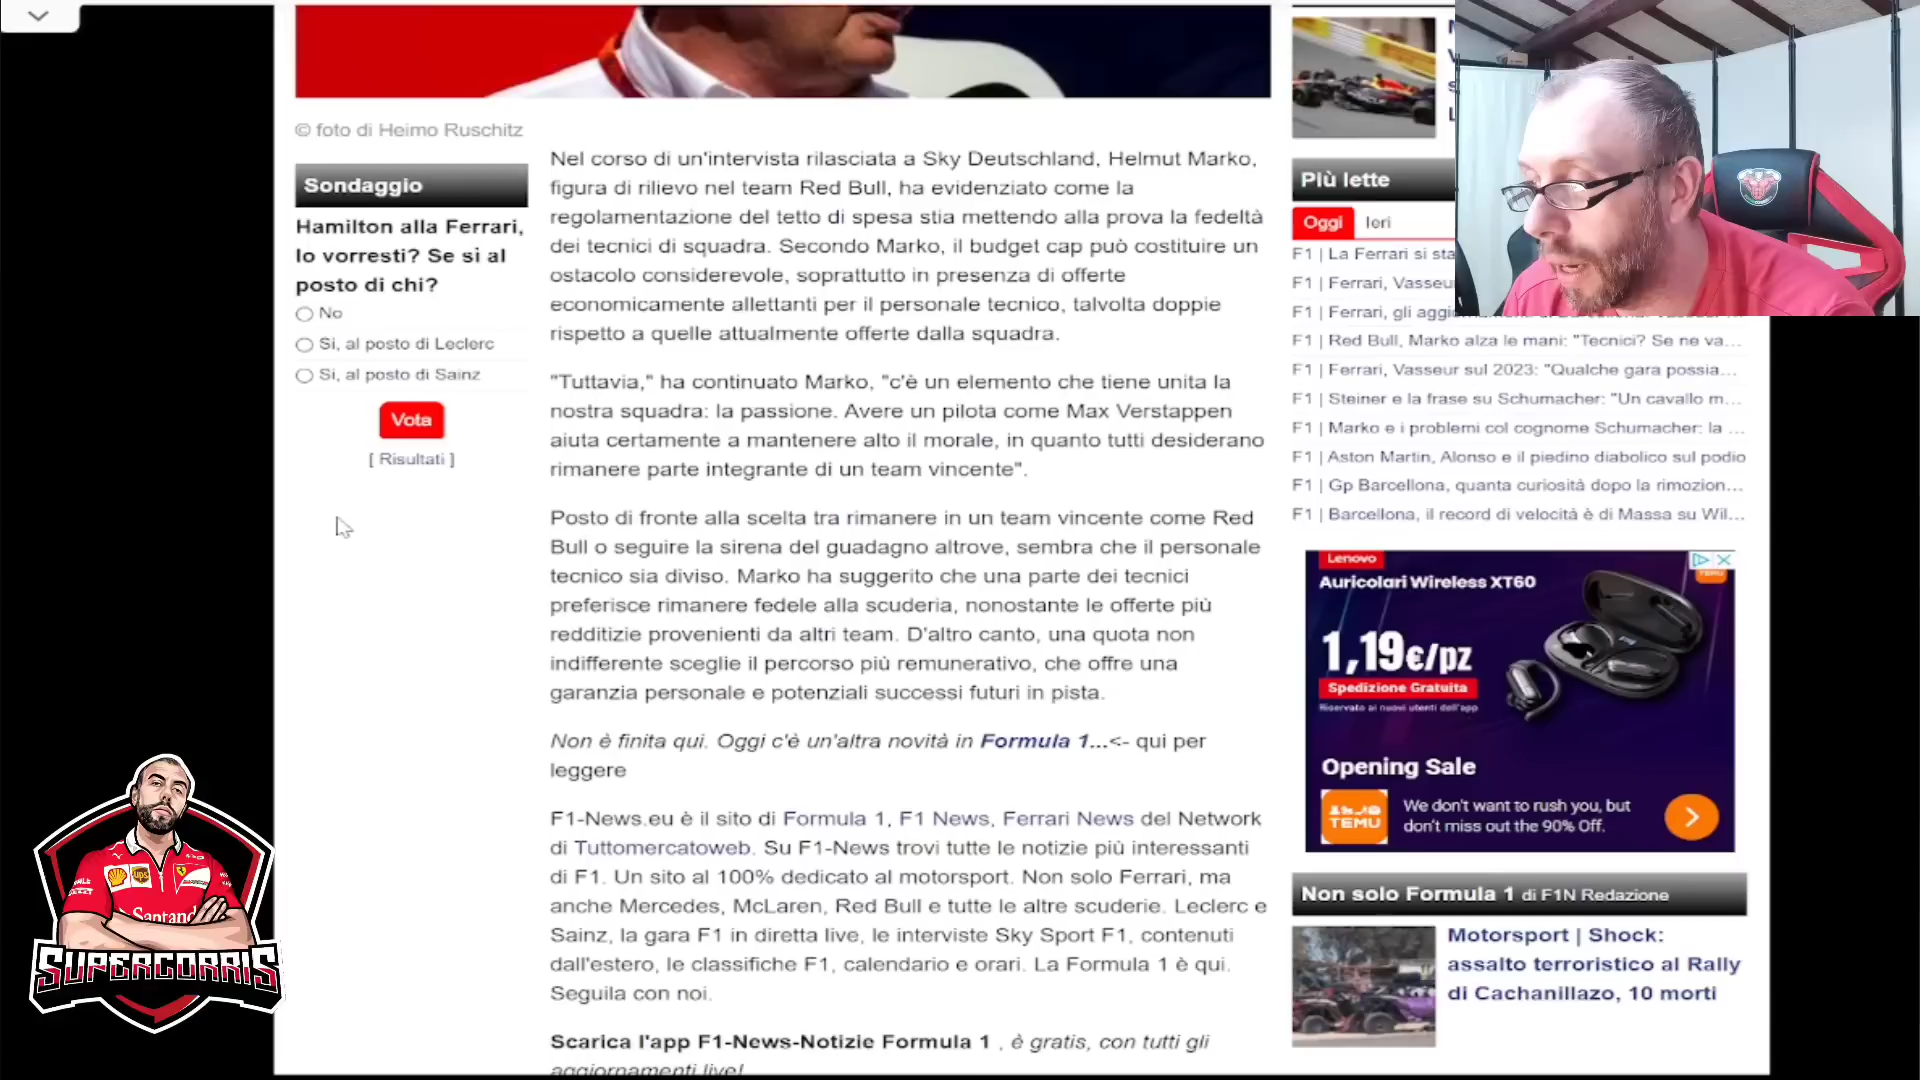 © foto di Heimo Ruschitz
Sondaggio
Hamilton alla Ferrari,
lo vorresti? Se sì al
posto di chi?
No
Si, al posto di Leclerc
Si, al posto di Sainz
Vota
[ Risultati ]
Nel corso di un'intervista rilasciata a Sky Deutschland, Helmut Marko,
figura di rilievo nel team Red Bull, ha evidenziato come la
regolamentazione del tetto di spesa stia mettendo alla prova la fedeltà
dei tecnici di squadra. Secondo Marko, il budget cap può costituire un
ostacolo considerevole, soprattutto in presenza di offerte
economicamente allettanti per il personale tecnico, talvolta doppie
rispetto a quelle attualmente offerte dalla squadra.
"Tuttavia," ha continuato Marko, "c'è un elemento che tiene unita la
nostra squadra: la passione. Avere un pilota come Max Verstappen
aiuta certamente a mantenere alto il morale, in quanto tutti desiderano
rimanere parte integrante di un team vincente".
Posto di fronte alla scelta tra rimanere in un team vincente come Red
Bull o seguire la sirena del guadagno altrove, sembra che il personale
tecnico sia diviso. Marko ha suggerito che una parte dei tecnici
preferisce rimanere fedele alla scuderia, nonostante le offerte più
redditizie provenienti da altri team. D'altro canto, una quota non
indifferente sceglie il percorso più remunerativo, che offre una
garanzia personale e potenziali successi futuri in pista.
Non è finita qui. Oggi c'è un'altra novità in Formula 1...<- qui per
leggere
F1-News.eu è il sito di Formula 1, F1 News, Ferrari News del Network
di Tuttomercatoweb. Su F1-News trovi tutte le notizie più interessanti
di F1. Un sito al 100% dedicato al motorsport. Non solo Ferrari, ma
anche Mercedes, McLaren, Red Bull e tutte le altre scuderie. Leclerc e
Sainz, la gara F1 in diretta live, le interviste Sky Sport F1, contenuti
dall'estero, le classifiche F1, calendario e orari. La Formula 1 è qui.
Seguila con noi.
Scarica l'app F1-News-Notizie Formula 1 , è gratis, con tutti gli
aggiornamenti live!
Più lette
Oggi Ieri
F1 | La Ferrari si sta
F1 | Ferrari, Vasseu
F1 | Ferrari, gli aggi
F1 | Red Bull, Marko alza le mani: "Tecnici? Se ne va...
F1 | Ferrari, Vasseur sul 2023: "Qualche gara possia...
F1 | Steiner e la frase su Schumacher: "Un cavallo m...
F1 | Marko e i problemi col cognome Schumacher: la ...
F1 | Aston Martin, Alonso e il piedino diabolico sul podio
F1 | Gp Barcellona, quanta curiosità dopo la rimozion...
F1 | Barcellona, il record di velocità è di Massa su Wil...
Lenovo
Auricolari Wireless XT60
TEMU
1,19€/pz
Spedizione Gratuita
Riservato ai nuovi utenti dell'app
Opening Sale
TEMU
We don't want to rush you, but
don't miss out the 90% Off.
Non solo Formula 1 di F1N Redazione
Motorsport | Shock:
assalto terroristico al Rally
di Cachanillazo, 10 morti
ups
Santand
SUPERCORRIS